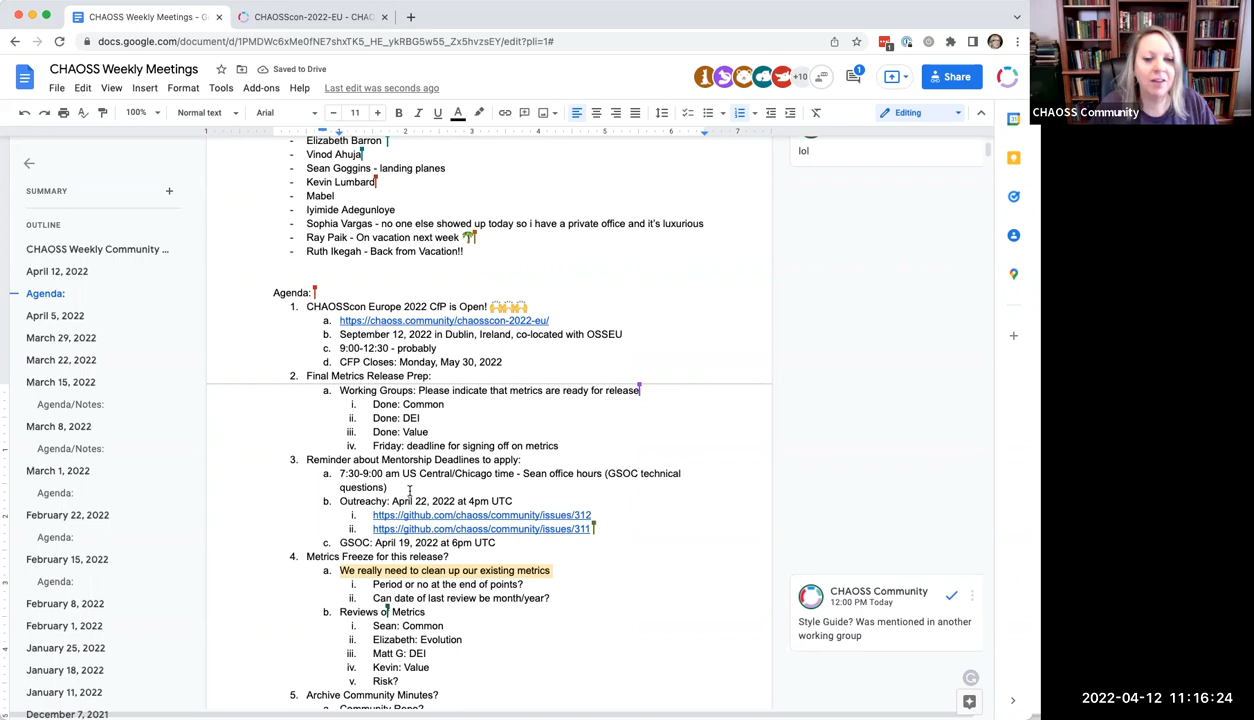 CHAOSS Weekly Meetings - G
CHAOSScon-2022-EU - CHAO
docs.google.com/document/d/1PMDWc6xMe0fNE7shxTK5_HE_ykRBG5w55_Zx5hvzsEY/edit?pli=1#
CHAOSS Weekly Meetings
Saved to Drive
File Edit View Insert Format Tools Add-ons Help Last edit was seconds ago
+10
1
Share
100% Normal text Arial 11 Editing
CHAOSS Community
lol
SUMMARY
OUTLINE
CHAOSS Weekly Community ...
April 12, 2022
Agenda:
April 5, 2022
March 29, 2022
March 22, 2022
March 15, 2022
Agenda/Notes:
March 8, 2022
Agenda/Notes:
March 1, 2022
Agenda:
February 22, 2022
Agenda:
February 15, 2022
Agenda:
February 8, 2022
February 1, 2022
January 25, 2022
January 18, 2022
January 11, 2022
December 7, 2021
- Elizabeth Barron
- Vinod Ahuja
- Sean Goggins - landing planes
- Kevin Lumbard
- Mabel
- Iyimide Adegunloye
- Sophia Vargas - no one else showed up today so i have a private office and it's luxurious
- Ray Paik - On vacation next week 🌴
- Ruth Ikegah - Back from Vacation!!
Agenda:
1. CHAOSScon Europe 2022 CfP is Open! 🙌🙌🙌
a. https://chaoss.community/chaosscon-2022-eu/
b. September 12, 2022 in Dublin, Ireland, co-located with OSSEU
c. 9:00-12:30 - probably
d. CFP Closes: Monday, May 30, 2022
2. Final Metrics Release Prep:
a. Working Groups: Please indicate that metrics are ready for release
i. Done: Common
ii. Done: DEI
iii. Done: Value
iv. Friday: deadline for signing off on metrics
3. Reminder about Mentorship Deadlines to apply:
a. 7:30-9:00 am US Central/Chicago time - Sean office hours (GSOC technical
questions)
b. Outreachy: April 22, 2022 at 4pm UTC
i. https://github.com/chaoss/community/issues/312
ii. https://github.com/chaoss/community/issues/311
c. GSOC: April 19, 2022 at 6pm UTC
4. Metrics Freeze for this release?
a. We really need to clean up our existing metrics
i. Period or no at the end of points?
ii. Can date of last review be month/year?
b. Reviews of Metrics
i. Sean: Common
ii. Elizabeth: Evolution
iii. Matt G: DEI
iv. Kevin: Value
v. Risk?
5. Archive Community Minutes?
a. Community Repo?
CHAOSS Community
12:00 PM Today
Style Guide? Was mentioned in another
working group
2022-04-12 11:16:24